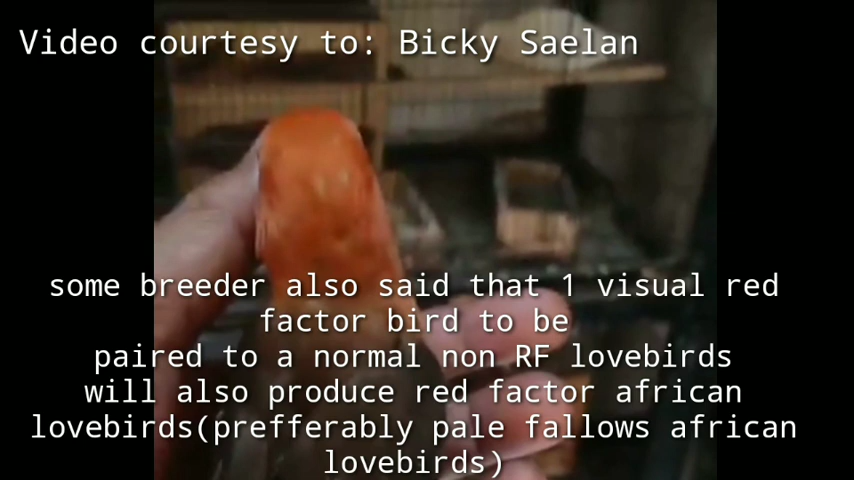 Video courtesy to: Bicky Saelan
some breeder also said that 1 visual red
factor bird to be
paired to a normal non RF lovebirds
will also produce red factor african
lovebirds(prefferably pale fallows african
lovebirds)